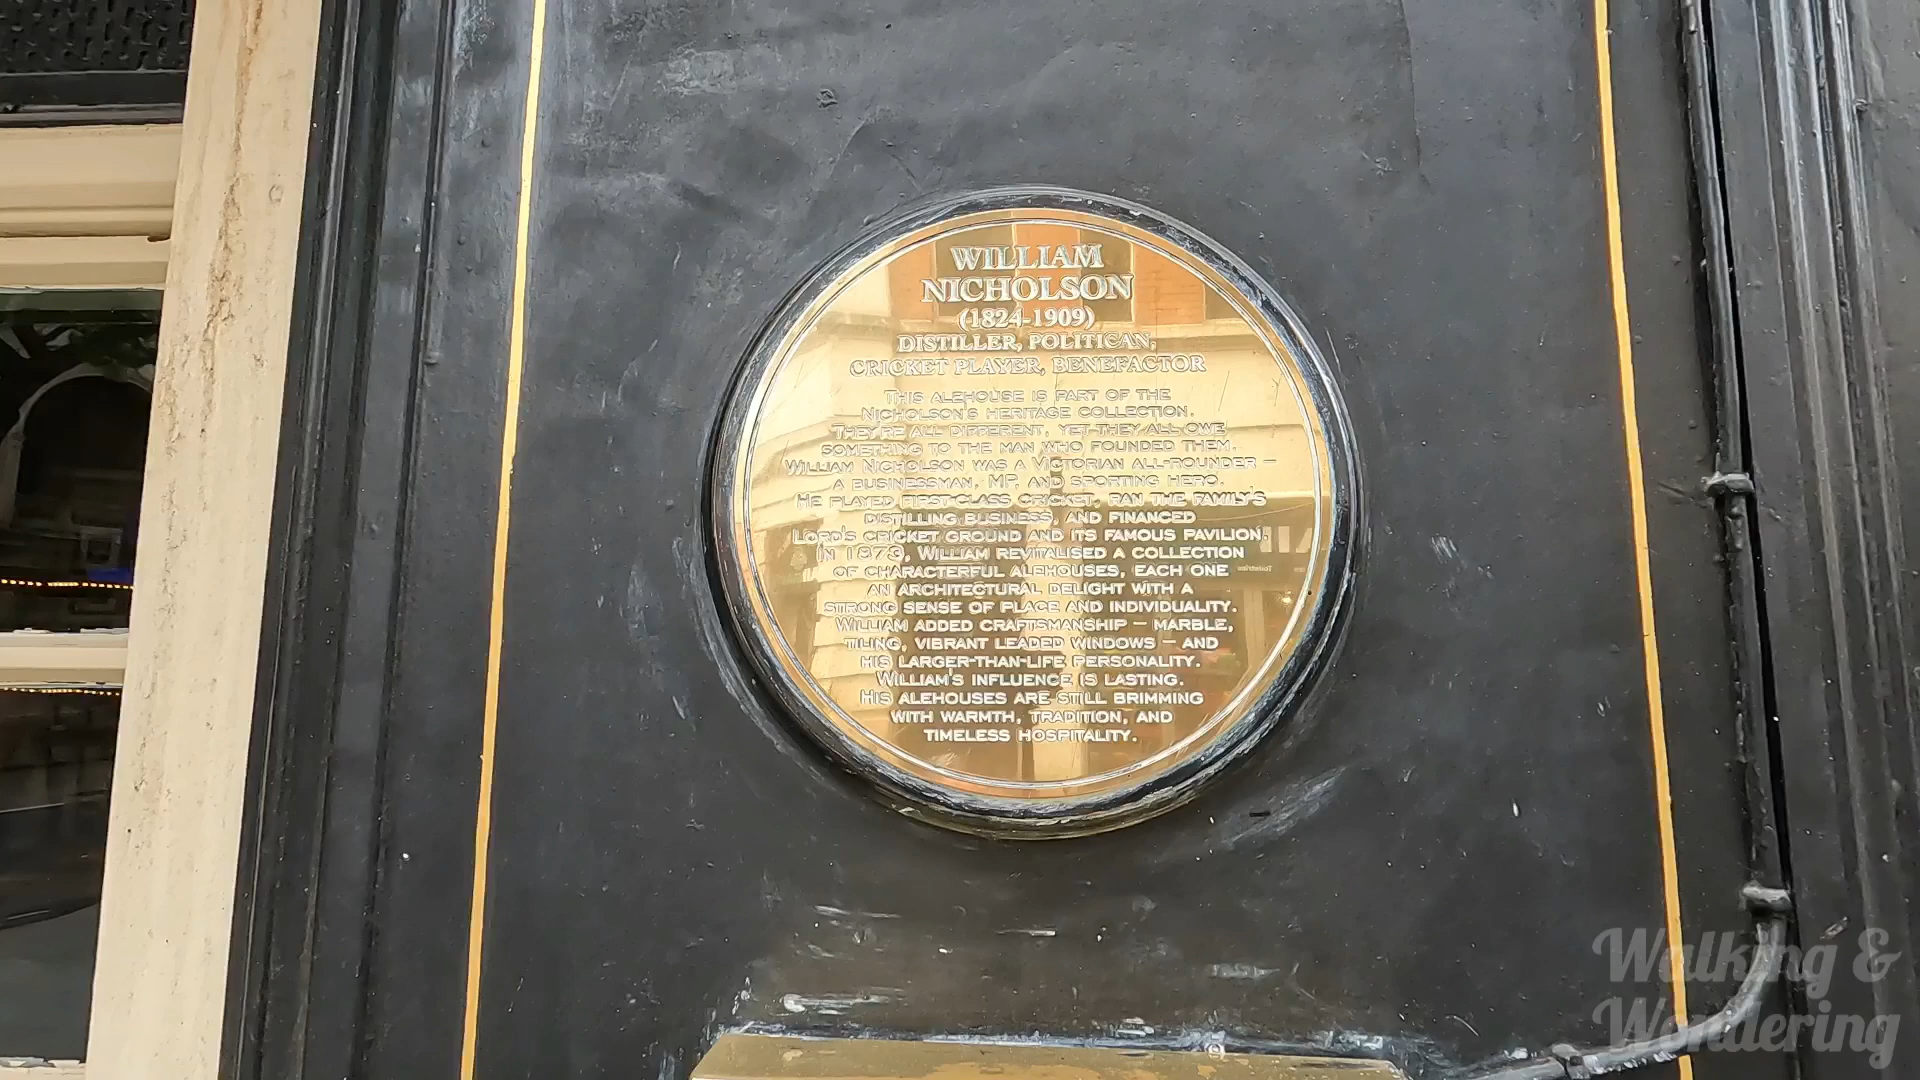 WILLIAM
NICHOLSON
(1824-1909)
DISTILLER, POLITICAN,
CRICKET PLAYER, BENEFACTOR
THIS ALEHOUSE IS PART OF THE
NICHOLSON'S HERITAGE COLLECTION.
THEY'RE ALL DIFFERENT, YET THEY ALL OWE
SOMETHING TO THE MAN WHO FOUNDED THEM.
WILLIAM NICHOLSON WAS A VICTORIAN ALL-ROUNDER –
A BUSINESSMAN, MP, AND SPORTING HERO.
HE PLAYED FIRST-CLASS CRICKET, RAN THE FAMILY'S
DISTILLING BUSINESS, AND FINANCED
LORD'S CRICKET GROUND AND ITS FAMOUS PAVILION.
IN 1873, WILLIAM REVITALISED A COLLECTION
OF CHARACTERFUL ALEHOUSES, EACH ONE
AN ARCHITECTURAL DELIGHT WITH A
STRONG SENSE OF PLACE AND INDIVIDUALITY.
WILLIAM ADDED CRAFTSMANSHIP – MARBLE,
TILING, VIBRANT LEADED WINDOWS – AND
HIS LARGER-THAN-LIFE PERSONALITY.
WILLIAM'S INFLUENCE IS LASTING.
HIS ALEHOUSES ARE STILL BRIMMING
WITH WARMTH, TRADITION, AND
TIMELESS HOSPITALITY.
Walking &
Wondering